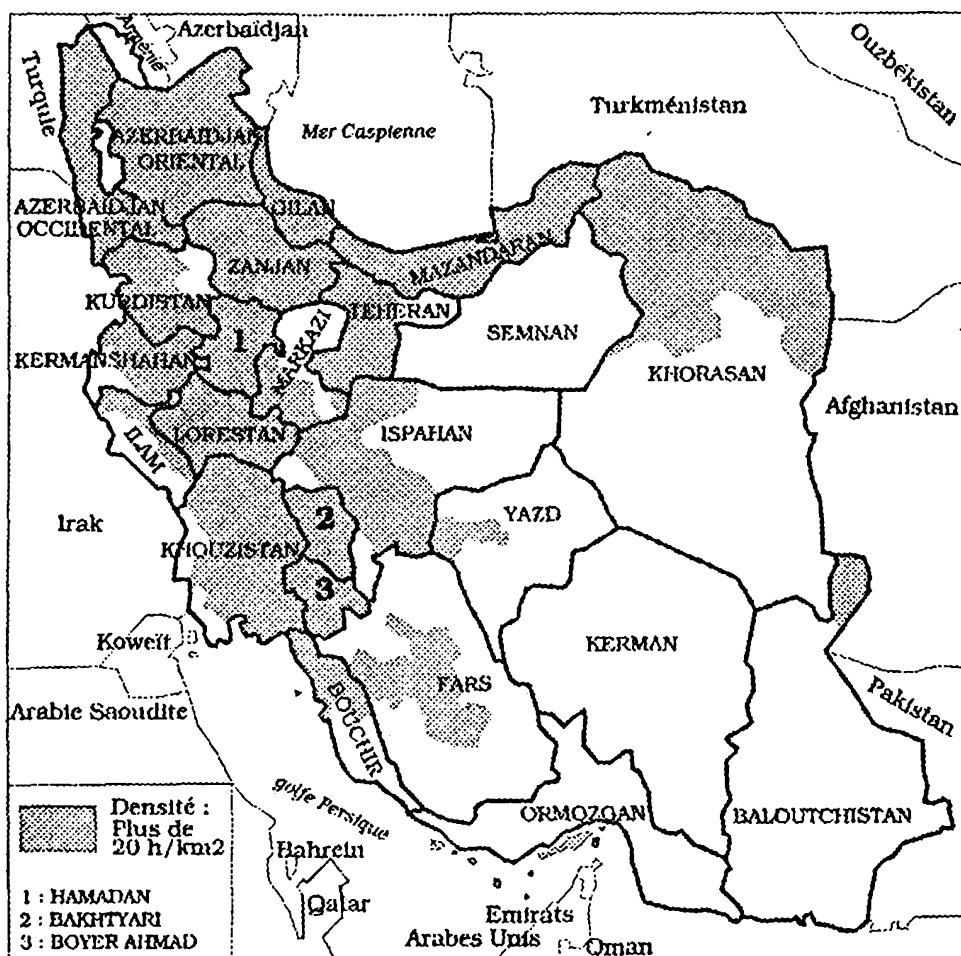 Arménie
Azerbaïdjan
Turquie
Ouzbékistan
Turkménistan
Mer Caspienne
AZERBAIDJAN
ORIENTAL
AZERBAIDJAN
OCCIDENTAL
GILAN
MAZANDARAN
ZANJAN
KURDISTAN
TEHERAN
SEMNAN
1
MARKAZI
KERMANSHAHAN
KHORASAN
Afghanistan
LORESTAN
ISPAHAN
ILAM
Irak
2
YAZD
KHOUZISTAN
3
Koweït
KERMAN
FARS
BOUCHIR
Arabie Saoudite
Pakistan
golfe Persique
ORMOZGAN
BALOUTCHISTAN
Densité :
Plus de
20 h/km2
Bahrein
Qatar
Emirats
Arabes Unis
Oman
1 : HAMADAN
2 : BAKHTYARI
3 : BOYER AHMAD